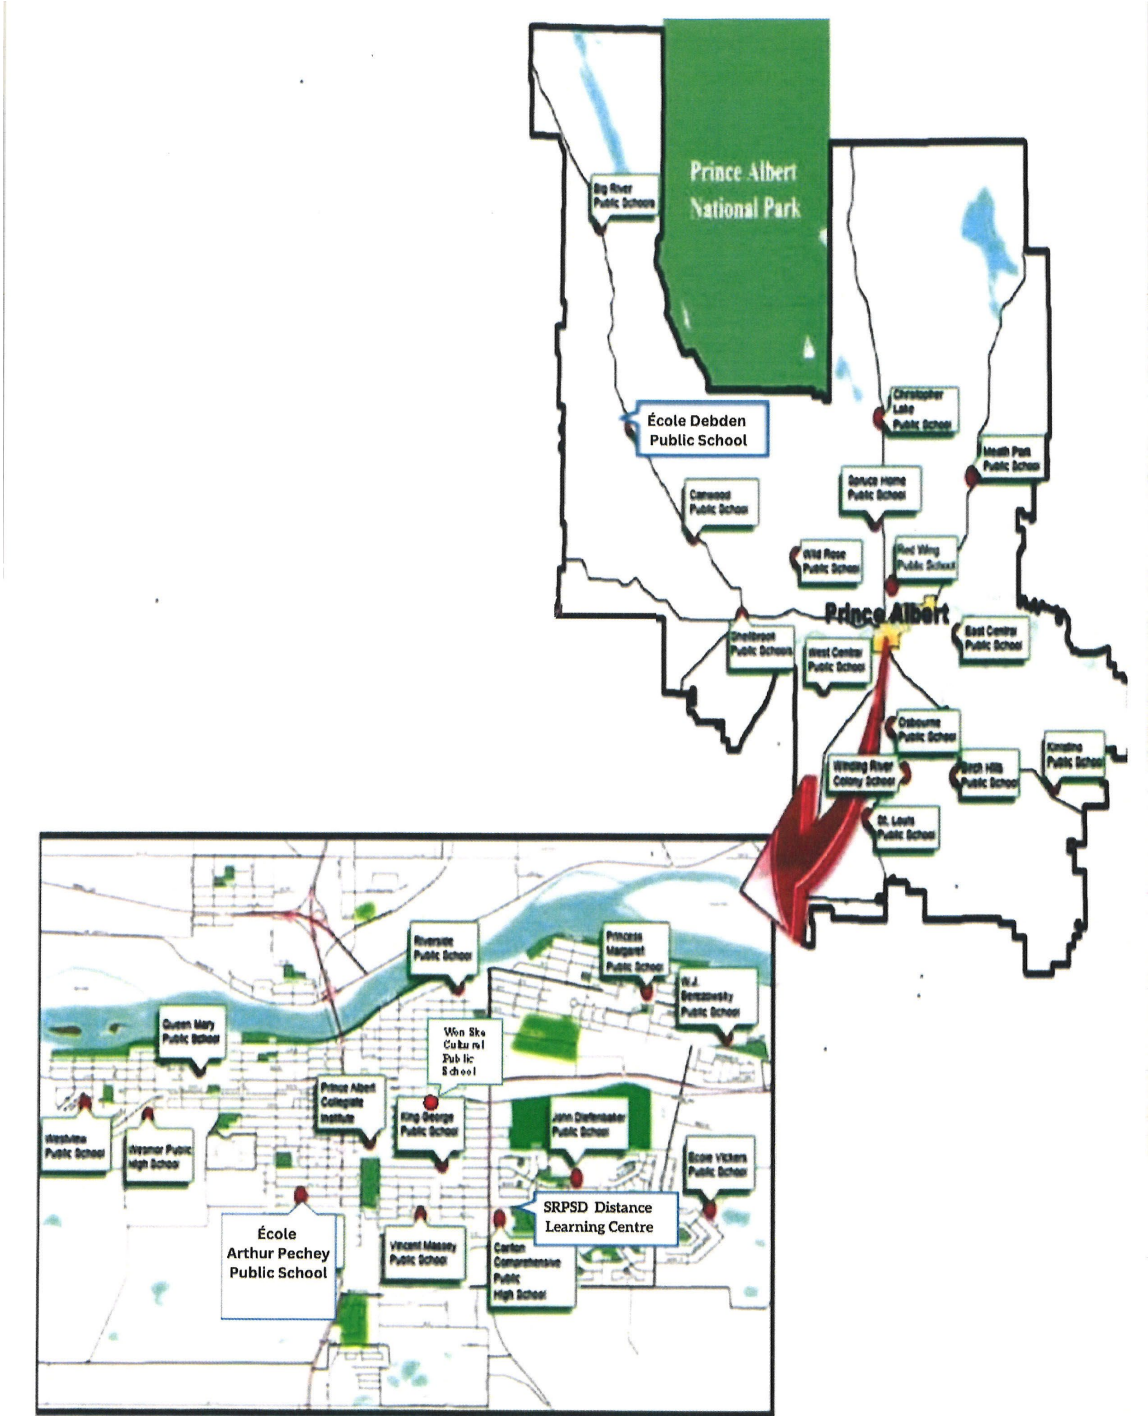 Prince Albert
National Park
Big River
Public Schools
École Debden
Public School
Christopher
Lake
Public School
Meath Park
Public School
Canwood
Public School
Spruce Home
Public School
Wild Rose
Public School
Red Wing
Public School
Prince Albert
Shellbrook
Public Schools
West Central
Public School
East Central
Public School
Osbourne
Public School
Winding River
Colony School
Birch Hills
Public School
Kinistino
Public School
St. Louis
Public School
Riverside
Public School
Princess
Margaret
Public School
W.J.
Berezowsky
Public School
Queen Mary
Public School
Won Ska
Cultural
Public
School
Prince Albert
Collegiate
Institute
King George
Public School
John Diefenbaker
Public School
Westview
Public School
Wesmor Public
High School
Ecole Vickers
Public School
École
Arthur Pechey
Public School
Vincent Massey
Public School
SRPSD Distance
Learning Centre
Carlton
Comprehensive
Public
High School